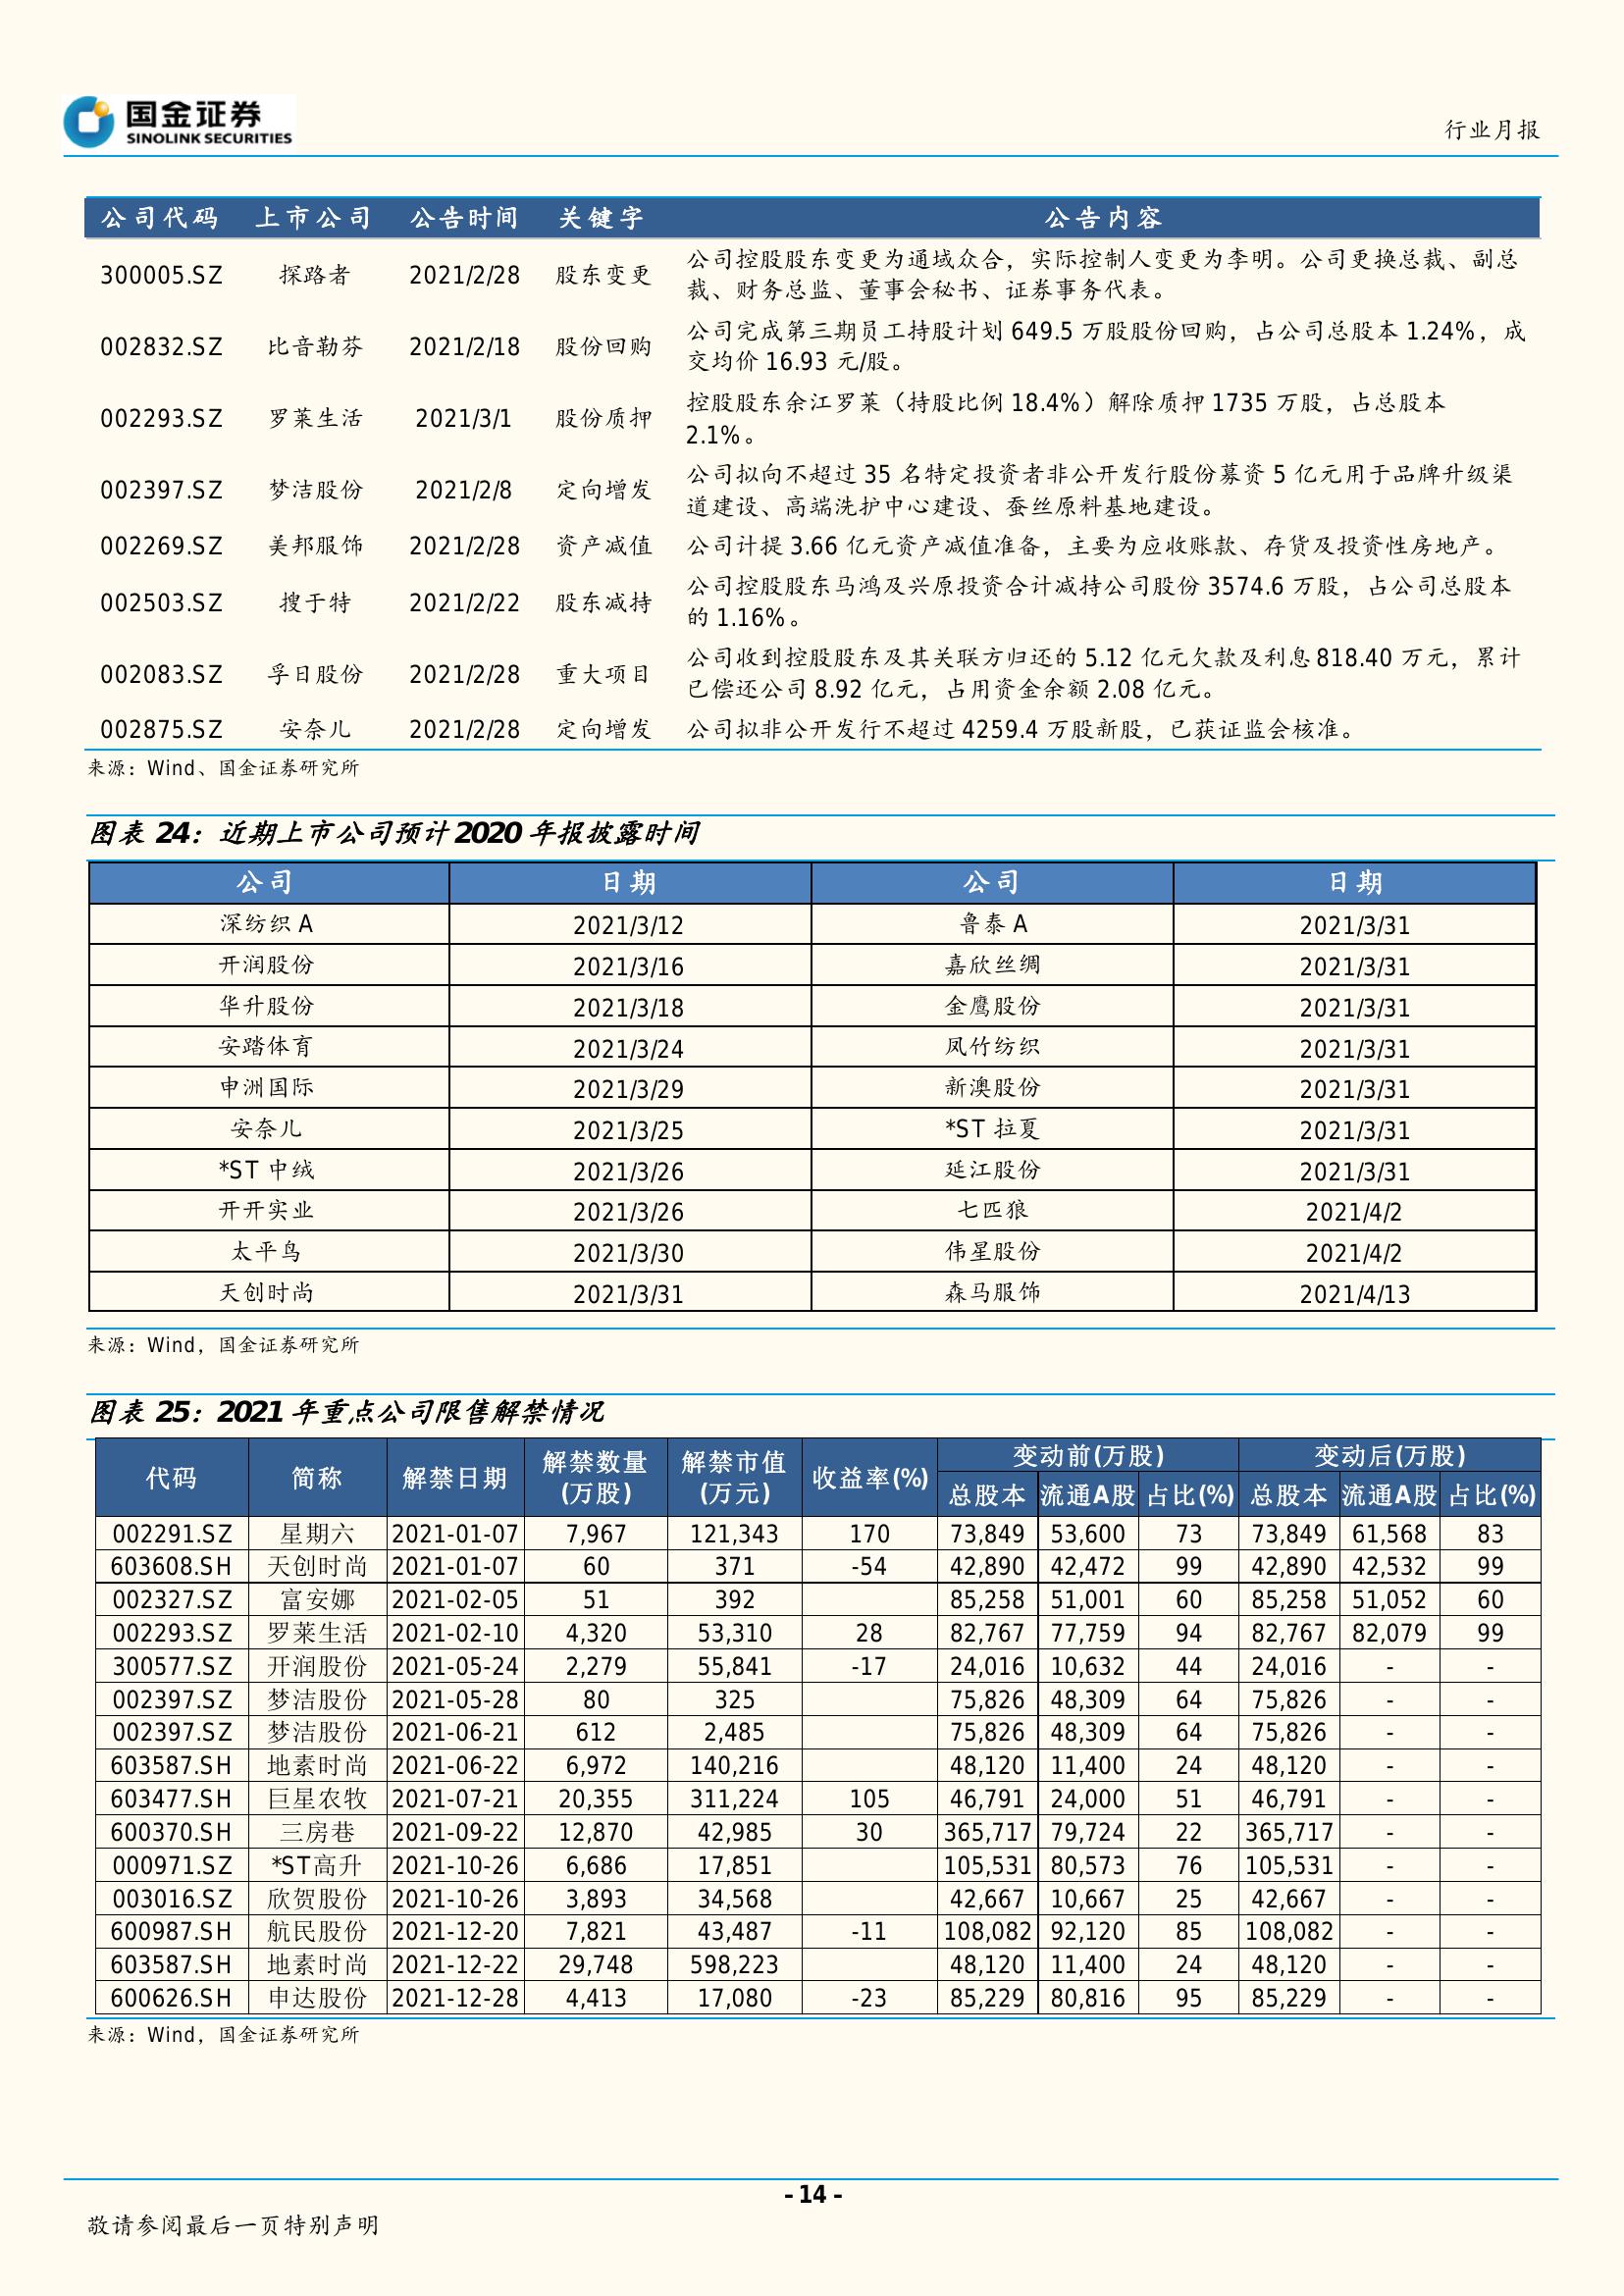 国金证券
SINOLINK SECURITIES
行业月报
公司代码 上市公司 公告时间 关键字 公告内容
300005.SZ 探路者 2021/2/28 股东变更 公司控股股东变更为通域众合，实际控制人变更为李明。公司更换总裁、副总
裁、财务总监、董事会秘书、证券事务代表。
002832.SZ 比音勒芬 2021/2/18 股份回购 公司完成第三期员工持股计划 649.5 万股股份回购，占公司总股本 1.24%，成
交均价 16.93 元/股。
002293.SZ 罗莱生活 2021/3/1 股份质押 控股股东余江罗莱（持股比例 18.4%）解除质押 1735 万股，占总股本
2.1%。
002397.SZ 梦洁股份 2021/2/8 定向增发 公司拟向不超过 35 名特定投资者非公开发行股份募资 5 亿元用于品牌升级渠
道建设、高端洗护中心建设、蚕丝原料基地建设。
002269.SZ 美邦服饰 2021/2/28 资产减值 公司计提 3.66 亿元资产减值准备，主要为应收账款、存货及投资性房地产。
002503.SZ 搜于特 2021/2/22 股东减持 公司控股股东马鸿及兴原投资合计减持公司股份 3574.6 万股，占公司总股本
的 1.16%。
002083.SZ 孚日股份 2021/2/28 重大项目 公司收到控股股东及其关联方归还的 5.12 亿元欠款及利息 818.40 万元，累计
已偿还公司 8.92 亿元，占用资金余额 2.08 亿元。
002875.SZ 安奈儿 2021/2/28 定向增发 公司拟非公开发行不超过 4259.4 万股新股，已获证监会核准。
来源：Wind、国金证券研究所
图表 24：近期上市公司预计 2020 年报披露时间
公司 日期 公司 日期
深纺织 A 2021/3/12 鲁泰 A 2021/3/31
开润股份 2021/3/16 嘉欣丝绸 2021/3/31
华升股份 2021/3/18 金鹰股份 2021/3/31
安踏体育 2021/3/24 凤竹纺织 2021/3/31
申洲国际 2021/3/29 新澳股份 2021/3/31
安奈儿 2021/3/25 *ST 拉夏 2021/3/31
*ST 中绒 2021/3/26 延江股份 2021/3/31
开开实业 2021/3/26 七匹狼 2021/4/2
太平鸟 2021/3/30 伟星股份 2021/4/2
天创时尚 2021/3/31 森马服饰 2021/4/13
来源：Wind，国金证券研究所
图表 25：2021 年重点公司限售解禁情况
代码 简称 解禁日期 解禁数量(万股) 解禁市值(万元) 收益率(%) 变动前(万股) 变动后(万股)
总股本 流通A股 占比(%) 总股本 流通A股 占比(%)
002291.SZ 星期六 2021-01-07 7,967 121,343 170 73,849 53,600 73 73,849 61,568 83
603608.SH 天创时尚 2021-01-07 60 371 -54 42,890 42,472 99 42,890 42,532 99
002327.SZ 富安娜 2021-02-05 51 392 85,258 51,001 60 85,258 51,052 60
002293.SZ 罗莱生活 2021-02-10 4,320 53,310 28 82,767 77,759 94 82,767 82,079 99
300577.SZ 开润股份 2021-05-24 2,279 55,841 -17 24,016 10,632 44 24,016 - -
002397.SZ 梦洁股份 2021-05-28 80 325 75,826 48,309 64 75,826 - -
002397.SZ 梦洁股份 2021-06-21 612 2,485 75,826 48,309 64 75,826 - -
603587.SH 地素时尚 2021-06-22 6,972 140,216 48,120 11,400 24 48,120 - -
603477.SH 巨星农牧 2021-07-21 20,355 311,224 105 46,791 24,000 51 46,791 - -
600370.SH 三房巷 2021-09-22 12,870 42,985 30 365,717 79,724 22 365,717 - -
000971.SZ *ST高升 2021-10-26 6,686 17,851 105,531 80,573 76 105,531 - -
003016.SZ 欣贺股份 2021-10-26 3,893 34,568 42,667 10,667 25 42,667 - -
600987.SH 航民股份 2021-12-20 7,821 43,487 -11 108,082 92,120 85 108,082 - -
603587.SH 地素时尚 2021-12-22 29,748 598,223 48,120 11,400 24 48,120 - -
600626.SH 申达股份 2021-12-28 4,413 17,080 -23 85,229 80,816 95 85,229 - -
来源：Wind，国金证券研究所
- 14 -
敬请参阅最后一页特别声明